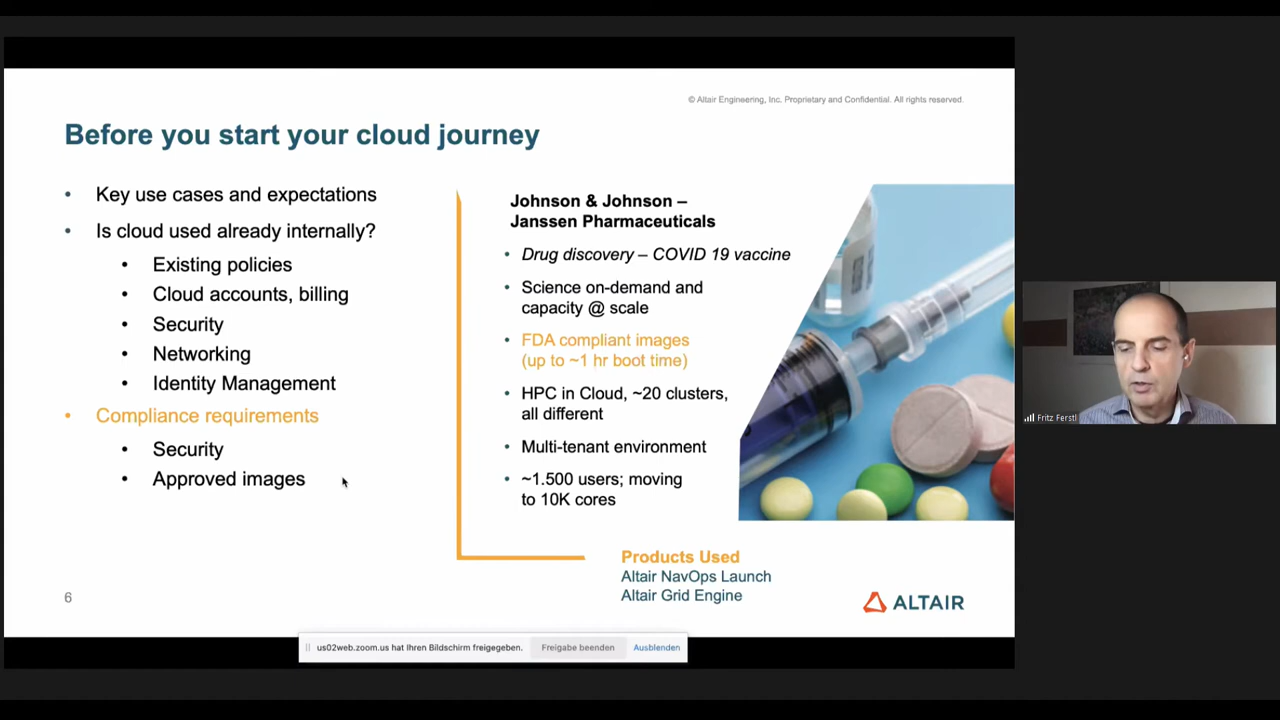 © Altair Engineering, Inc. Proprietary and Confidential. All rights reserved.
Before you start your cloud journey
• Key use cases and expectations
• Is cloud used already internally?
• Existing policies
• Cloud accounts, billing
• Security
• Networking
• Identity Management
• Compliance requirements
• Security
• Approved images
Johnson & Johnson –
Janssen Pharmaceuticals
• Drug discovery – COVID 19 vaccine
• Science on-demand and
capacity @ scale
• FDA compliant images
(up to ~1 hr boot time)
• HPC in Cloud, ~20 clusters,
all different
• Multi-tenant environment
• ~1.500 users; moving
to 10K cores
Products Used
Altair NavOps Launch
Altair Grid Engine
6
ALTAIR
us02web.zoom.us hat Ihren Bildschirm freigegeben.
Freigabe beenden
Ausblenden
Fritz Ferstl